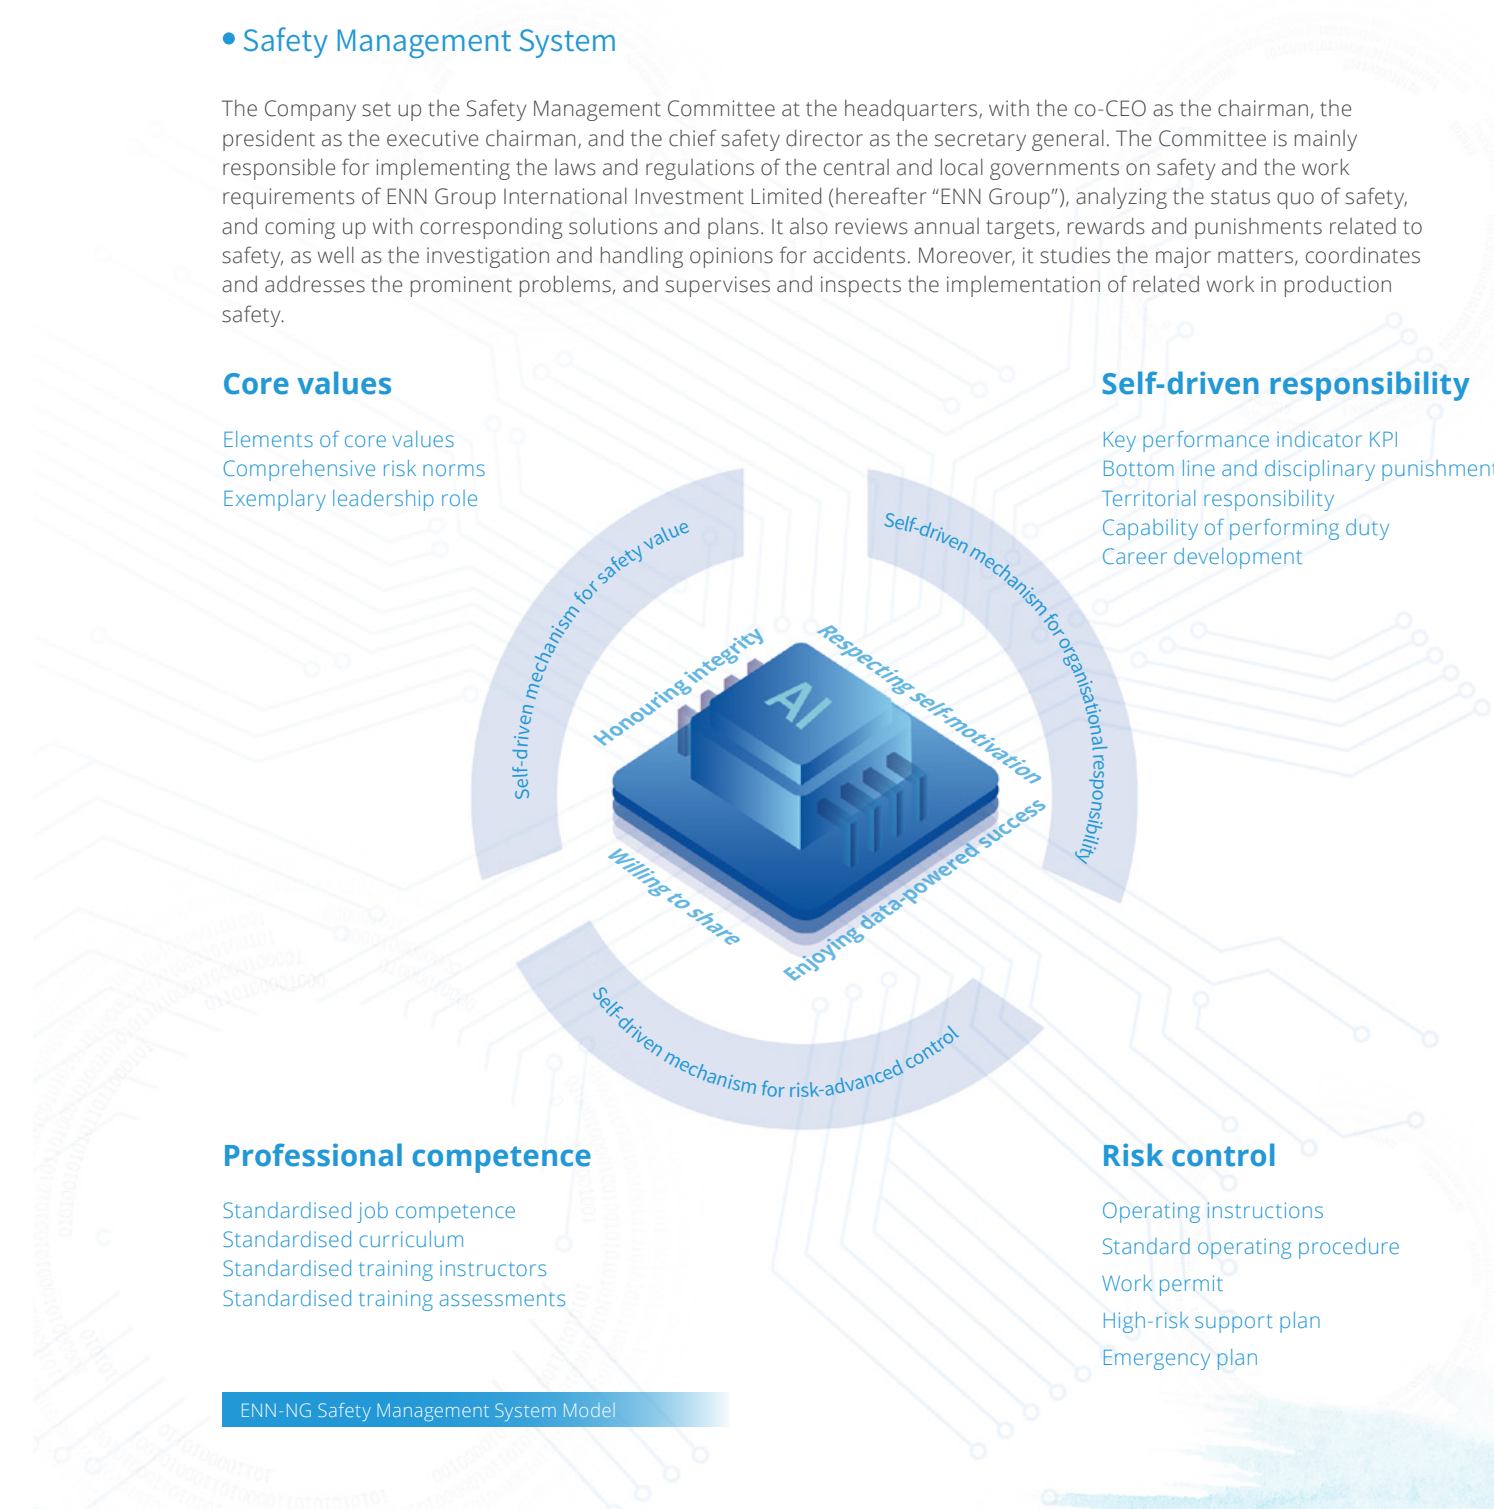 • Safety Management System
The Company set up the Safety Management Committee at the headquarters, with the co-CEO as the chairman, the
president as the executive chairman, and the chief safety director as the secretary general. The Committee is mainly
responsible for implementing the laws and regulations of the central and local governments on safety and the work
requirements of ENN Group International Investment Limited (hereafter “ENN Group”), analyzing the status quo of safety,
and coming up with corresponding solutions and plans. It also reviews annual targets, rewards and punishments related to
safety, as well as the investigation and handling opinions for accidents. Moreover, it studies the major matters, coordinates
and addresses the prominent problems, and supervises and inspects the implementation of related work in production
safety.
Core values
Elements of core values
Comprehensive risk norms
Exemplary leadership role
Self-driven responsibility
Key performance indicator KPI
Bottom line and disciplinary punishment
Territorial responsibility
Capability of performing duty
Career development
Self-driven mechanism for safety value
Self-driven mechanism for organisational responsibility
Honouring integrity
Respecting self-motivation
AI
Willing to share
Enjoying data-powered success
Self-driven mechanism for risk-advanced control
Professional competence
Standardised job competence
Standardised curriculum
Standardised training instructors
Standardised training assessments
Risk control
Operating instructions
Standard operating procedure
Work permit
High-risk support plan
Emergency plan
ENN-NG Safety Management System Model